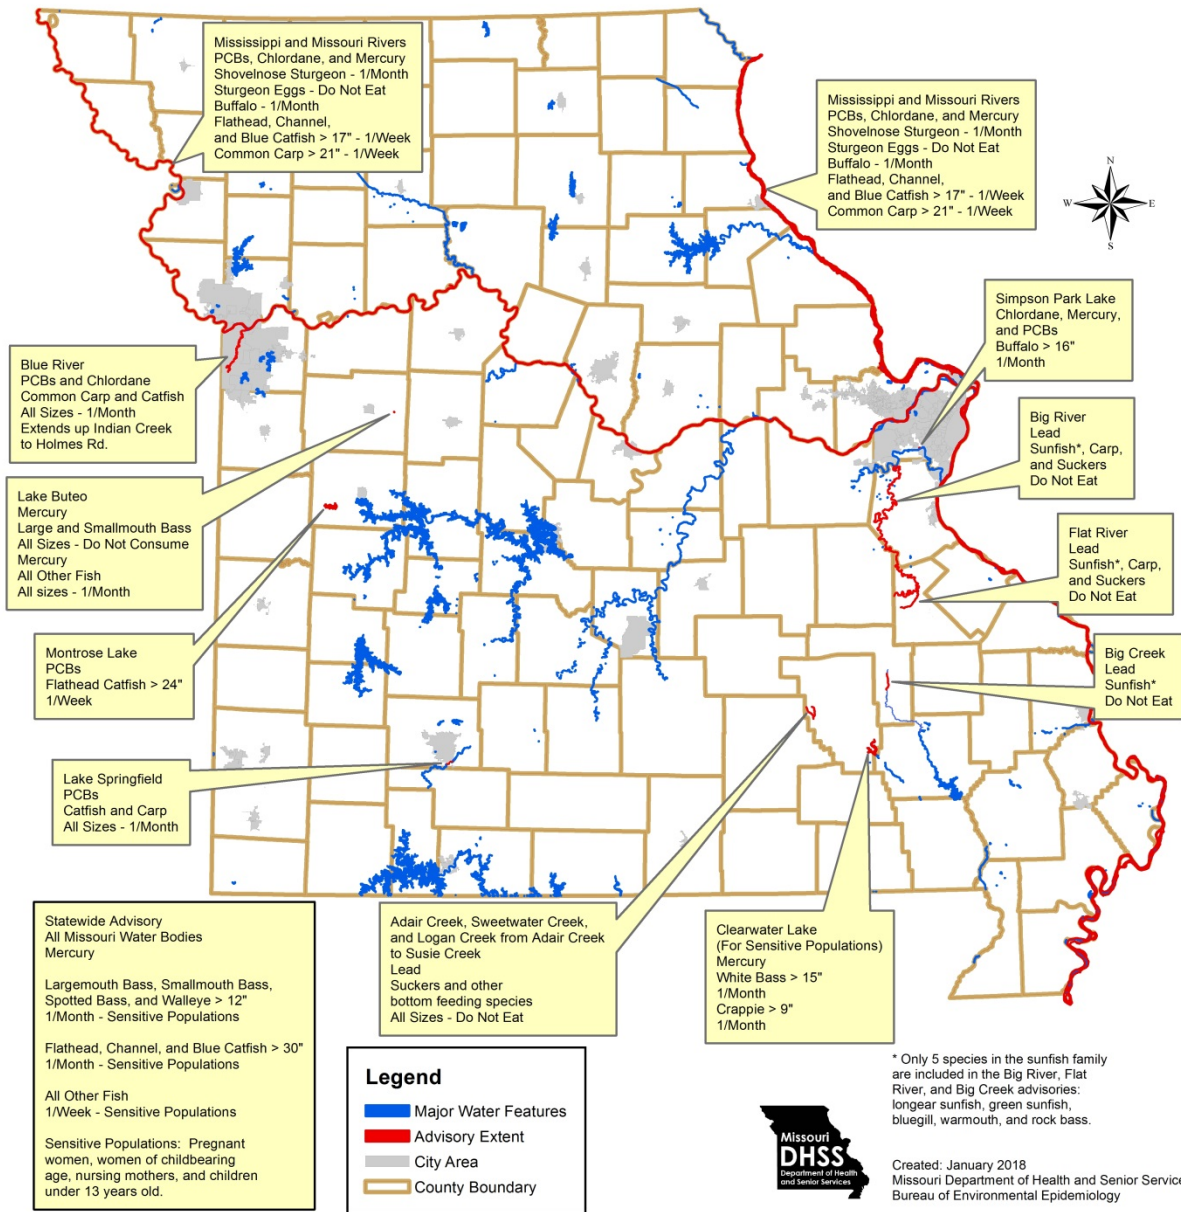 Mississippi and Missouri Rivers
PCBs, Chlordane, and Mercury
Shovelnose Sturgeon - 1/Month
Sturgeon Eggs - Do Not Eat
Buffalo - 1/Month
Flathead, Channel,
and Blue Catfish > 17" - 1/Week
Common Carp > 21" - 1/Week
Mississippi and Missouri Rivers
PCBs, Chlordane, and Mercury
Shovelnose Sturgeon - 1/Month
Sturgeon Eggs - Do Not Eat
Buffalo - 1/Month
Flathead, Channel,
and Blue Catfish > 17" - 1/Week
Common Carp > 21" - 1/Week
N
W
E
S
Simpson Park Lake
Chlordane, Mercury,
and PCBs
Buffalo > 16"
1/Month
Blue River
PCBs and Chlordane
Common Carp and Catfish
All Sizes - 1/Month
Extends up Indian Creek
to Holmes Rd.
Big River
Lead
Sunfish*, Carp,
and Suckers
Do Not Eat
Lake Buteo
Mercury
Large and Smallmouth Bass
All Sizes - Do Not Consume
Mercury
All Other Fish
All sizes - 1/Month
Flat River
Lead
Sunfish*, Carp,
and Suckers
Do Not Eat
Montrose Lake
PCBs
Flathead Catfish > 24"
1/Week
Big Creek
Lead
Sunfish*
Do Not Eat
Lake Springfield
PCBs
Catfish and Carp
All Sizes - 1/Month
Statewide Advisory
All Missouri Water Bodies
Mercury
Largemouth Bass, Smallmouth Bass,
Spotted Bass, and Walleye > 12"
1/Month - Sensitive Populations
Flathead, Channel, and Blue Catfish > 30"
1/Month - Sensitive Populations
All Other Fish
1/Week - Sensitive Populations
Sensitive Populations: Pregnant
women, women of childbearing
age, nursing mothers, and children
under 13 years old.
Adair Creek, Sweetwater Creek,
and Logan Creek from Adair Creek
to Susie Creek
Lead
Suckers and other
bottom feeding species
All Sizes - Do Not Eat
Clearwater Lake
(For Sensitive Populations)
Mercury
White Bass > 15"
1/Month
Crappie > 9"
1/Month
Legend
Major Water Features
Advisory Extent
City Area
County Boundary
* Only 5 species in the sunfish family
are included in the Big River, Flat
River, and Big Creek advisories:
longear sunfish, green sunfish,
bluegill, warmouth, and rock bass.
Missouri
DHSS
Department of Health
and Senior Services
Created: January 2018
Missouri Department of Health and Senior Service
Bureau of Environmental Epidemiology